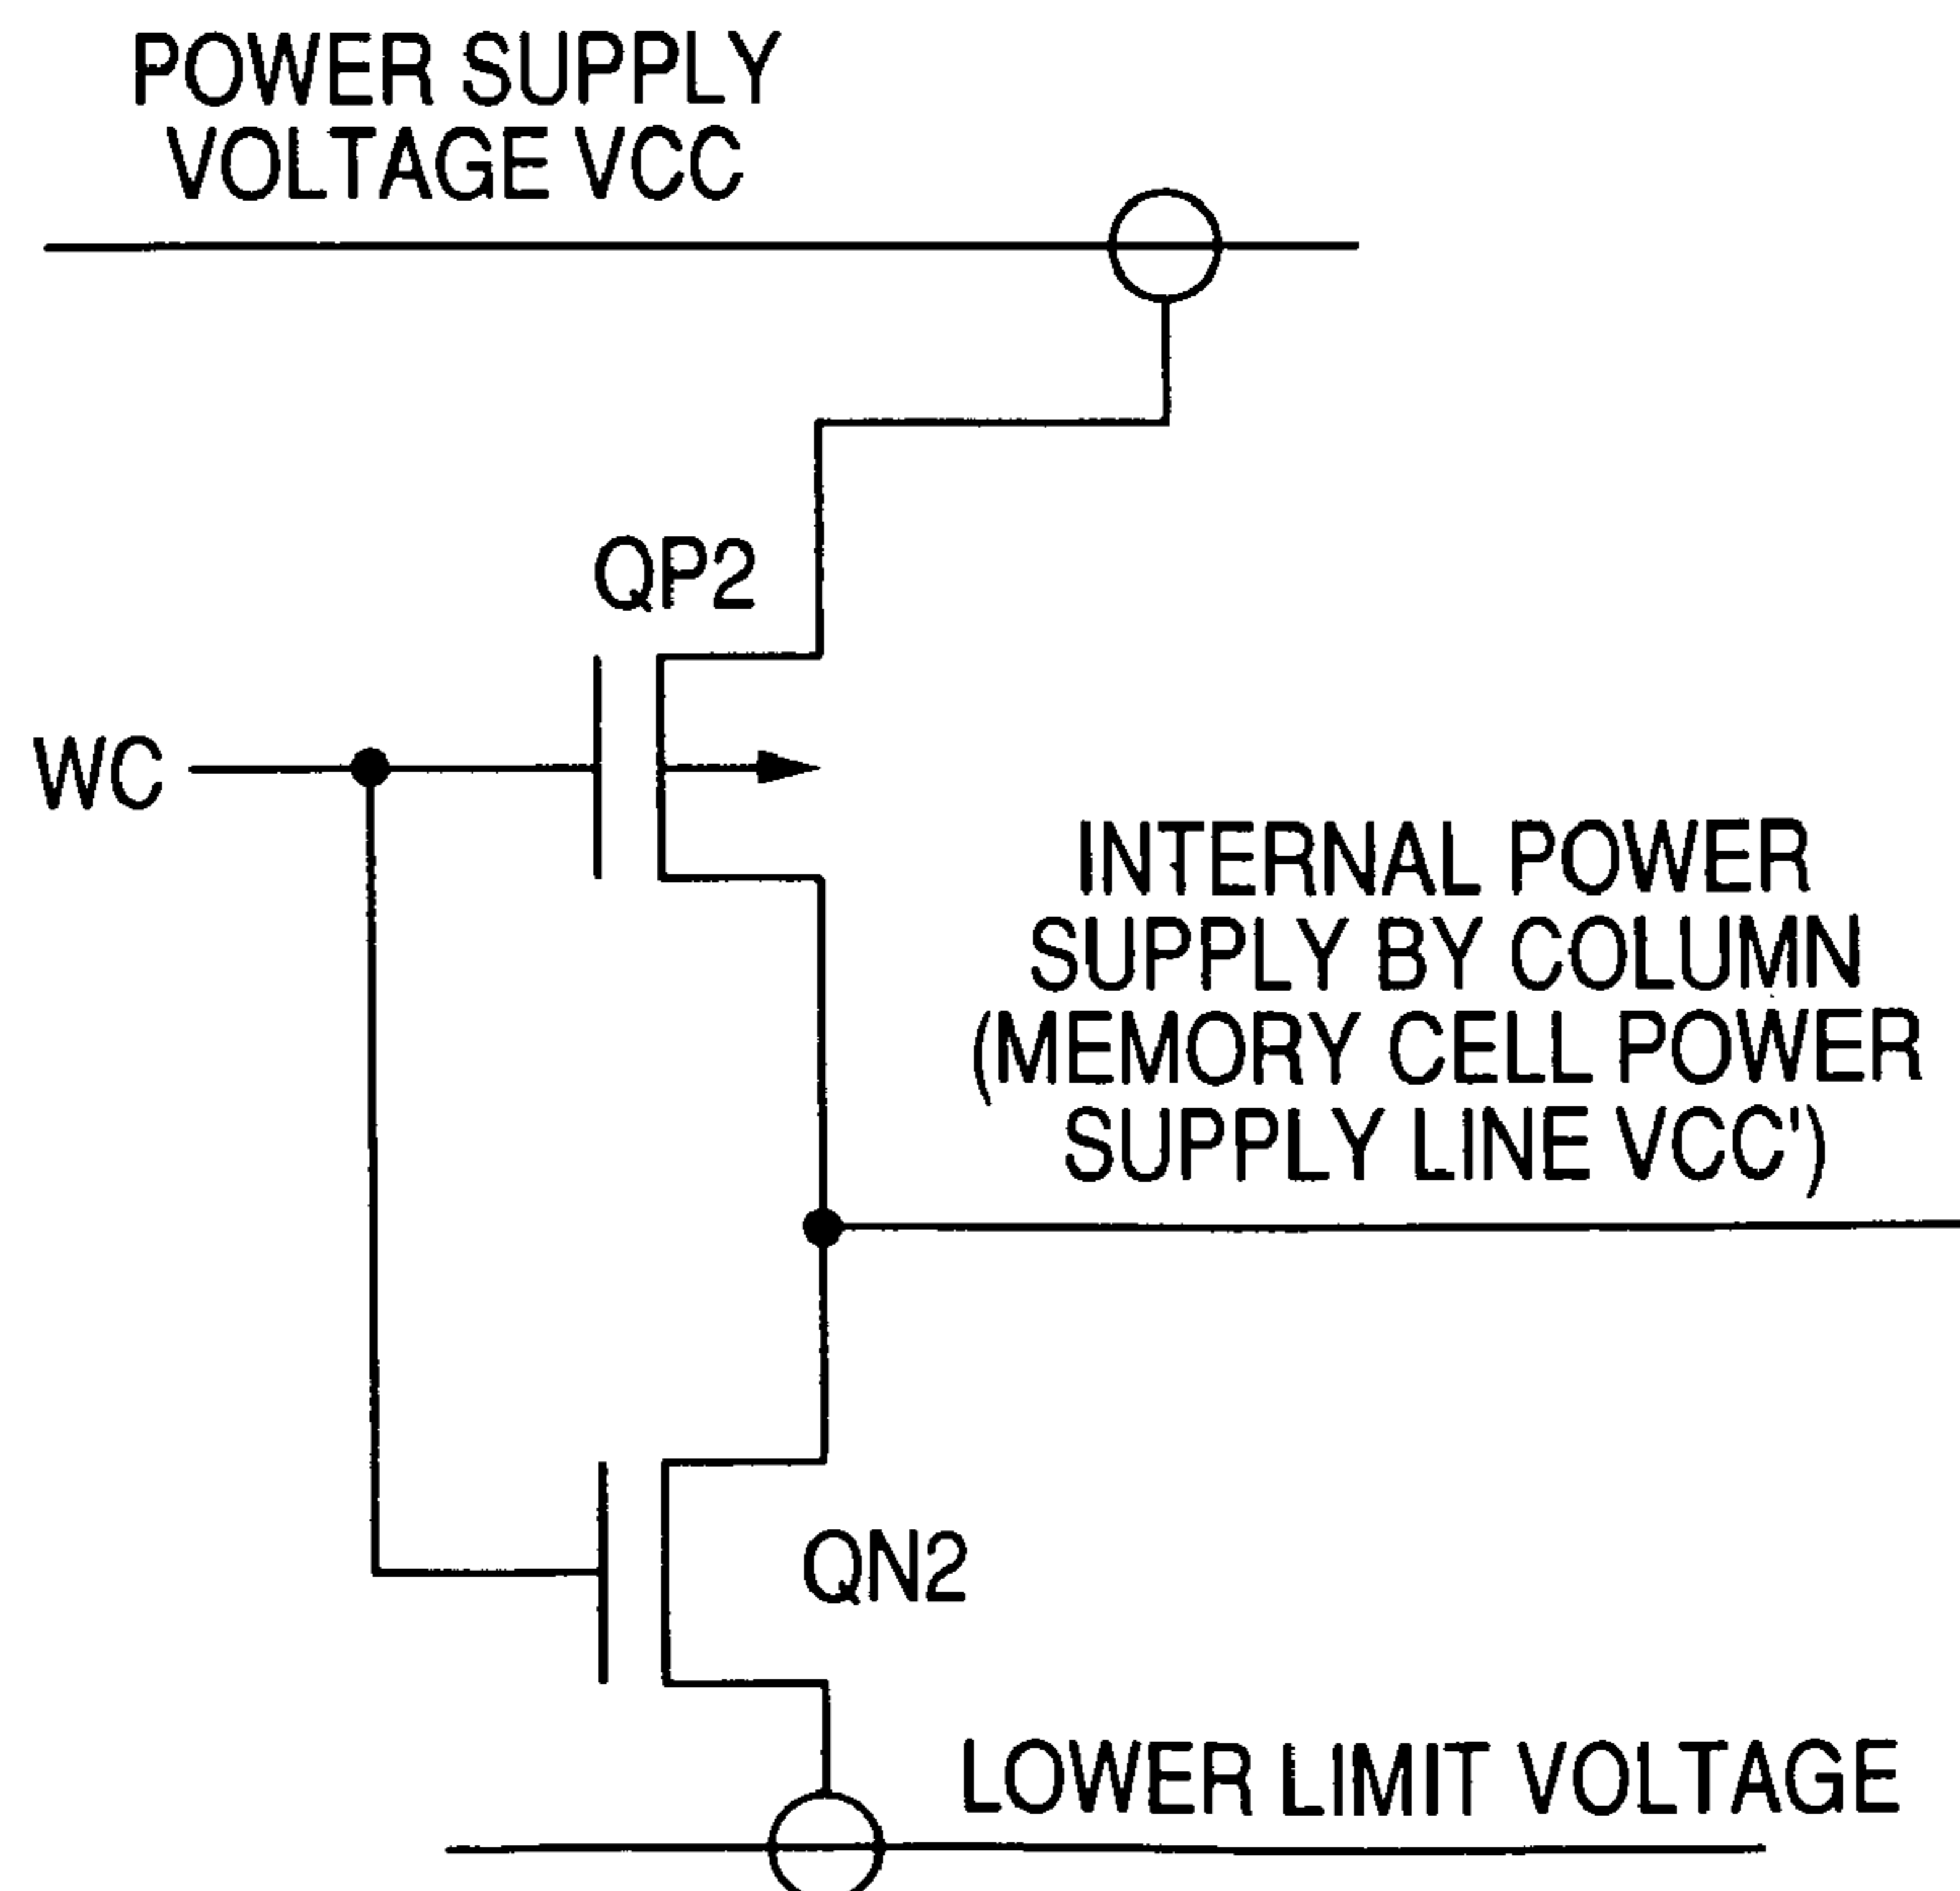 POWER SUPPLY
VOLTAGE VCC
QP2
WC
INTERNAL POWER
SUPPLY BY COLUMN
(MEMORY CELL POWER
SUPPLY LINE VCC')
QN2
LOWER LIMIT VOLTAGE